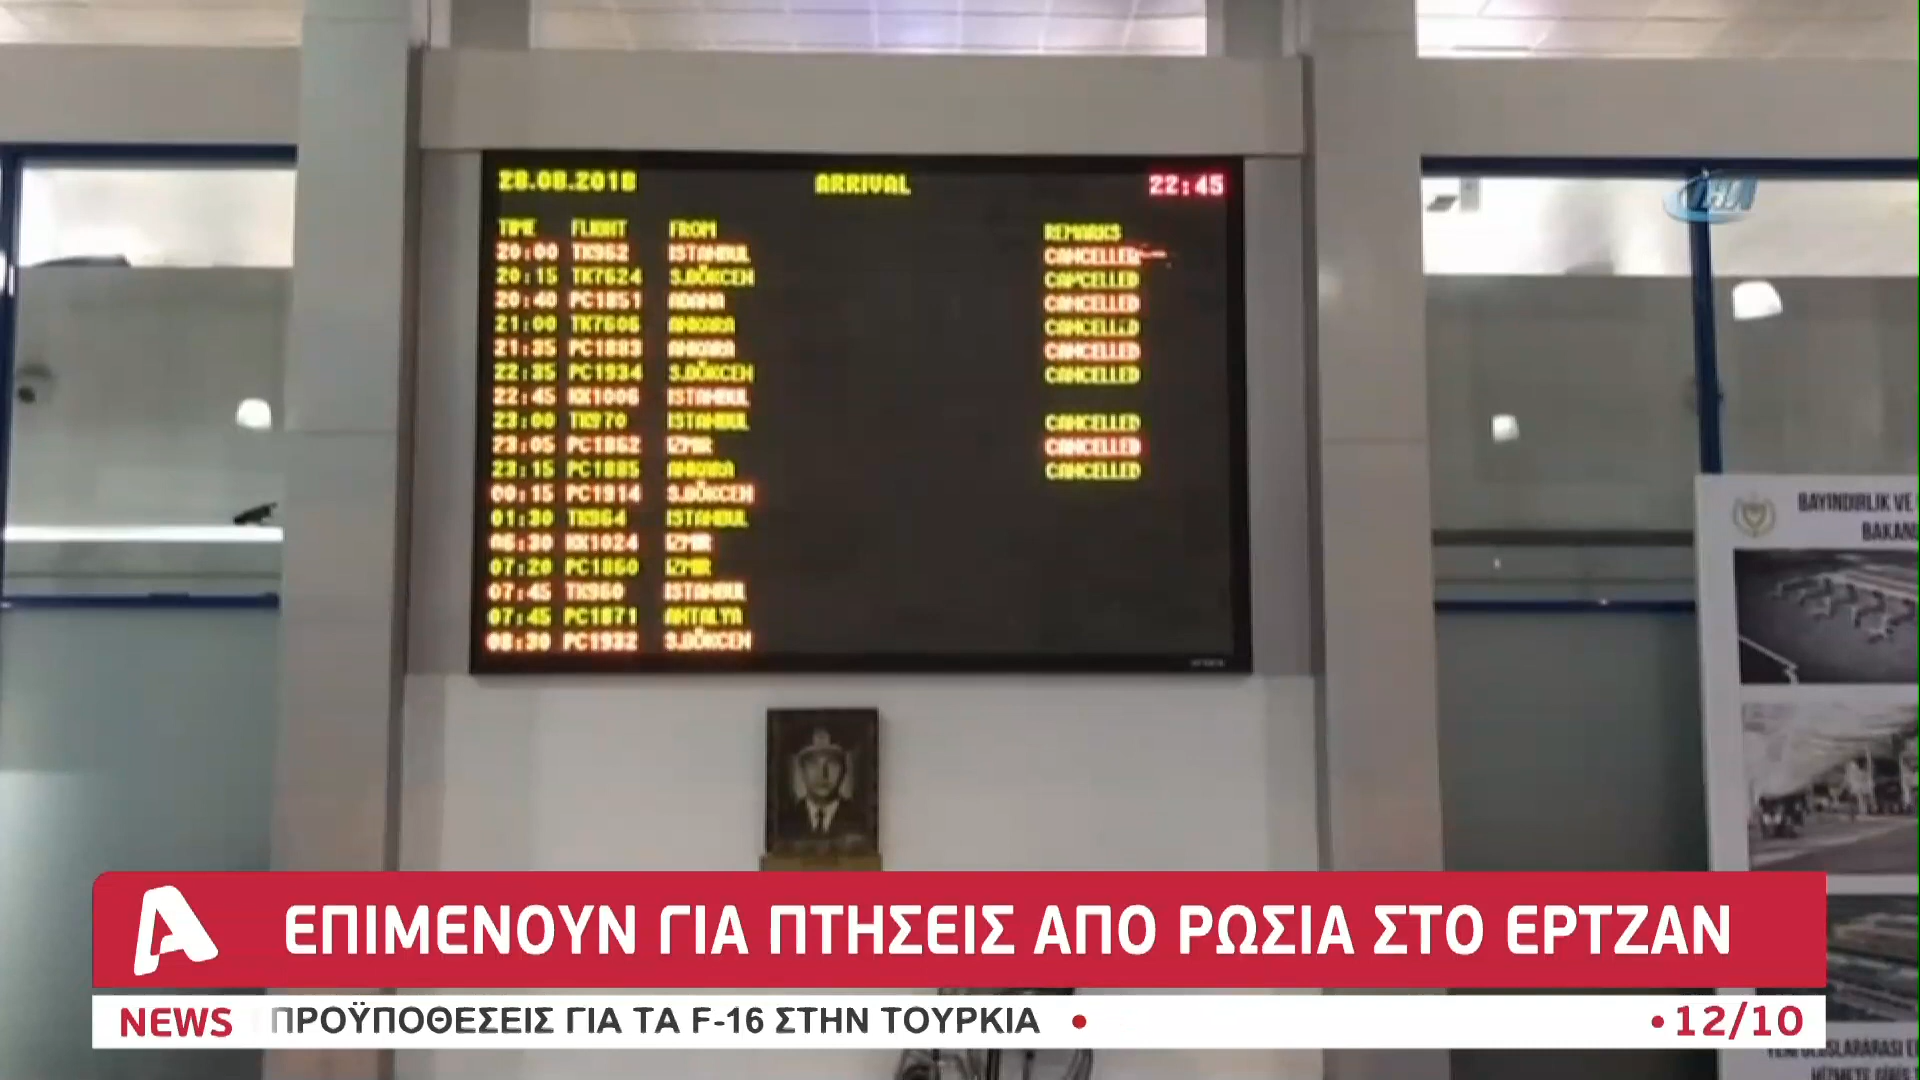 28.08.2018 ARRIVAL 22:45
TIME FLIGHT FROM REMARKS
20:00 TK962 ISTANBUL CANCELLED
20:15 TK7624 S.GÖKCEN CANCELLED
20:40 PC1851 ADANA CANCELLED
21:00 TK7606 ANKARA CANCELLED
21:35 PC1883 ANKARA CANCELLED
22:35 PC1934 S.GÖKCEN CANCELLED
22:45 KK1006 ISTANBUL
23:00 TK970 ISTANBUL CANCELLED
23:05 PC1862 IZMIR CANCELLED
23:15 PC1885 ANKARA CANCELLED
00:15 PC1914 S.GÖKCEN
01:30 TK964 ISTANBUL
06:30 KK1024 IZMIR
07:20 PC1860 IZMIR
07:45 TK960 ISTANBUL
07:45 PC1871 ANTALYA
08:30 PC1932 S.GÖKCEN
BAYINDIRLIK VE
ΕΠΙΜΕΝΟΥΝ ΓΙΑ ΠΤΗΣΕΙΣ ΑΠΟ ΡΩΣΙΑ ΣΤΟ ΕΡΤΖΑΝ
NEWS ΠΡΟΫΠΟΘΕΣΕΙΣ ΓΙΑ ΤΑ F-16 ΣΤΗΝ ΤΟΥΡΚΙΑ • • 12/10